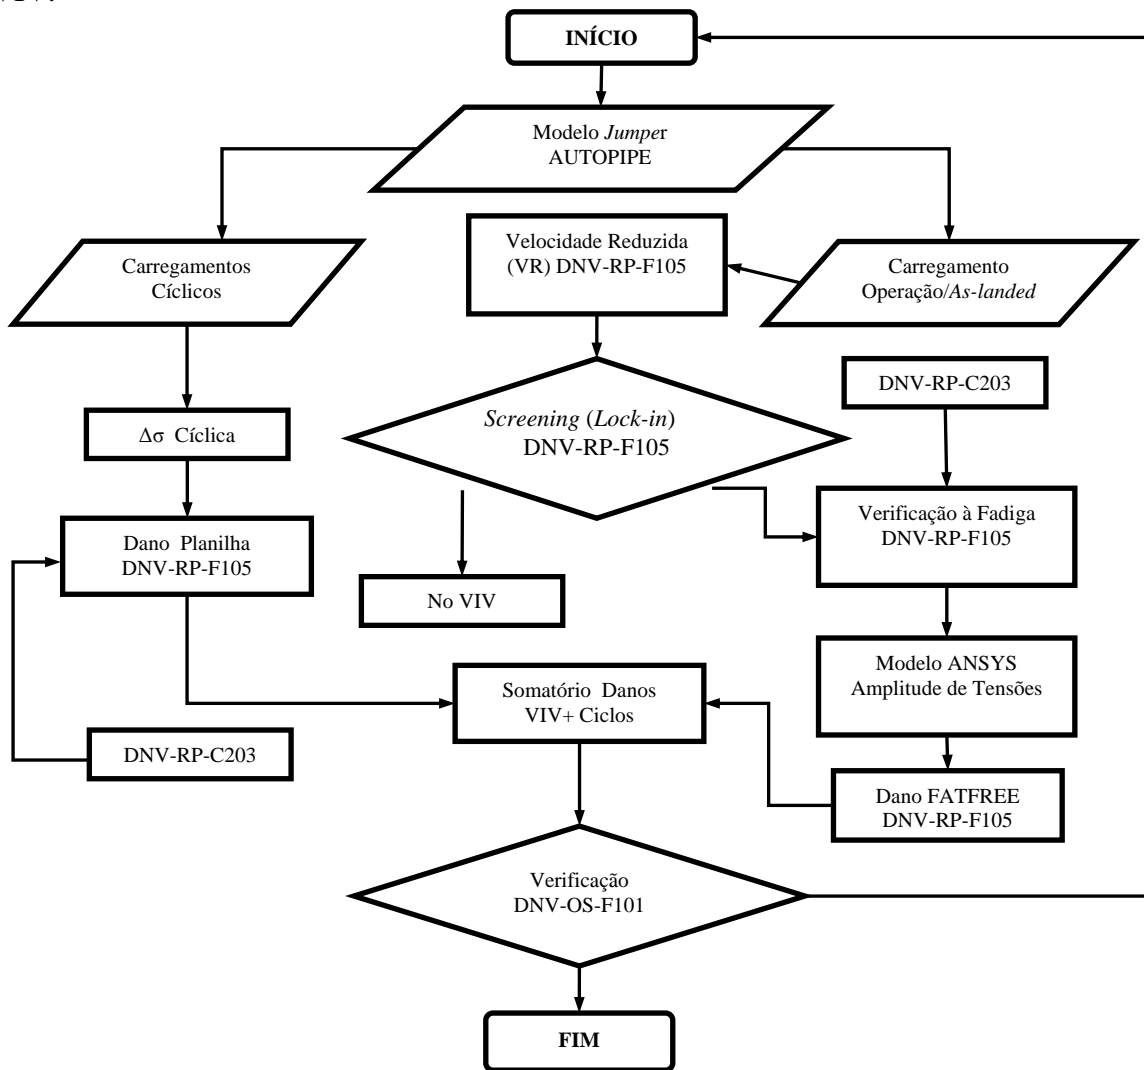 INÍCIO
Modelo Jumper
AUTOPIPE
Velocidade Reduzida
(VR) DNV-RP-F105
Carregamentos
Cíclicos
Carregamento
Operação/As-landed
DNV-RP-C203
Screening (Lock-in)
DNV-RP-F105
Δσ Cíclica
Verificação à Fadiga
DNV-RP-F105
Dano Planilha
DNV-RP-F105
No VIV
Modelo ANSYS
Amplitude de Tensões
Somatório Danos
VIV+ Ciclos
DNV-RP-C203
Dano FATFREE
DNV-RP-F105
Verificação
DNV-OS-F101
FIM